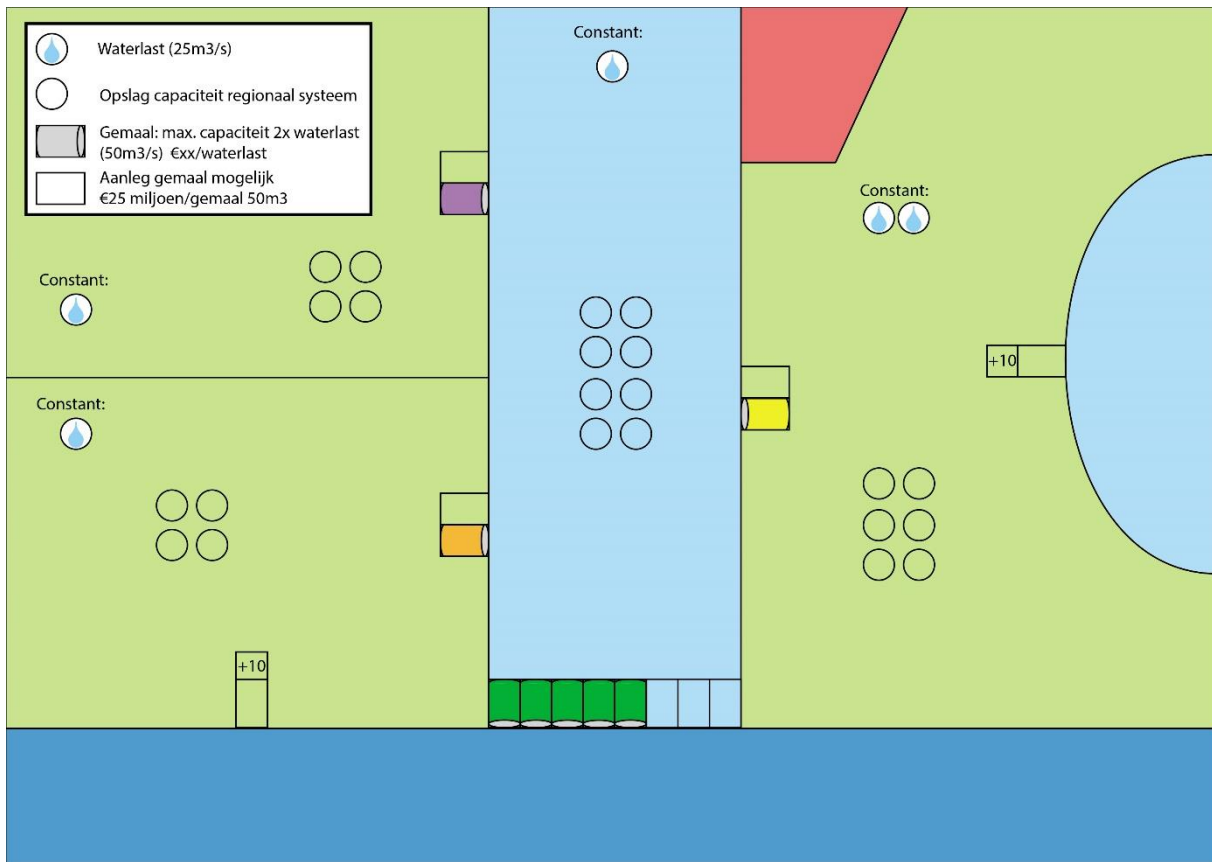 Waterlast (25m3/s)
Opslag capaciteit regionaal systeem
Gemaal: max. capaciteit 2x waterlast
(50m3/s) €xx/waterlast
Aanleg gemaal mogelijk
€25 miljoen/gemaal 50m3
Constant:
Constant:
Constant:
Constant:
+10
+10